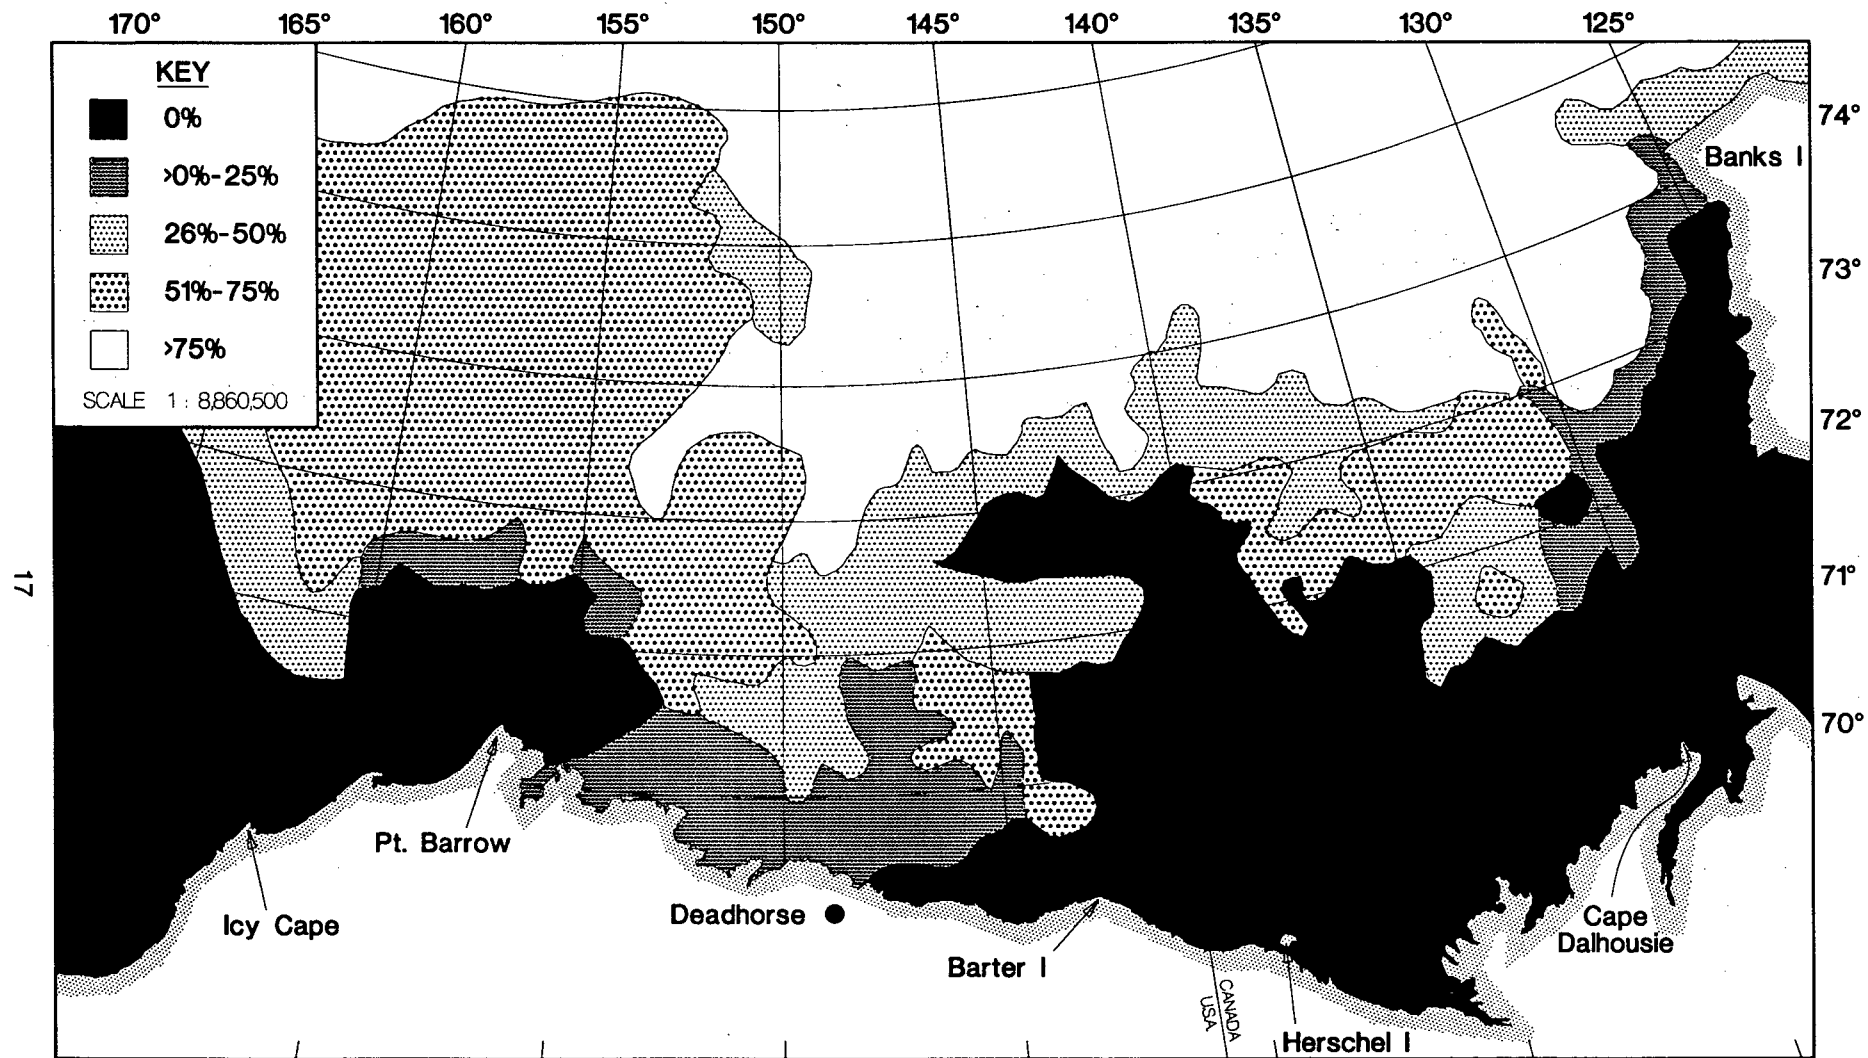 170° 165° 160° 155° 150° 145° 140° 135° 130° 125°
KEY
0%
>0%-25%
26%-50%
51%-75%
>75%
SCALE 1 : 8,860,500
74°
Banks I
73°
72°
71°
70°
17
Pt. Barrow
Icy Cape
Deadhorse
Barter I
Cape
Dalhousie
CANADA
USA
Herschel I